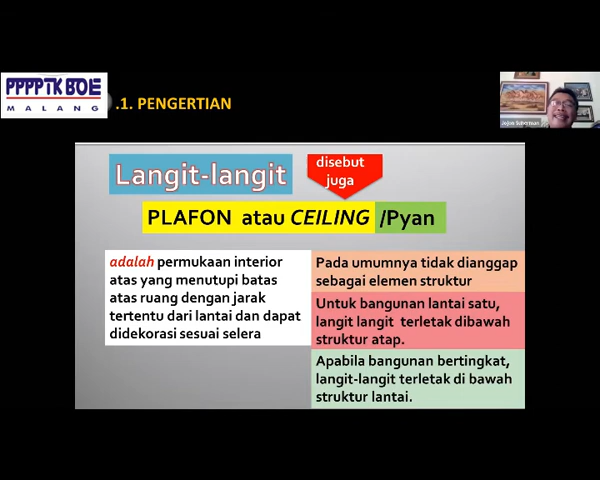 PPPPTK BOE
MALANG
.1. PENGERTIAN
Langit-langit
disebut
juga
PLAFON atau CEILING /Pyan
adalah permukaan interior
atas yang menutupi batas
atas ruang dengan jarak
tertentu dari lantai dan dapat
didekorasi sesuai selera
Pada umumnya tidak dianggap
sebagai elemen struktur
Untuk bangunan lantai satu,
langit langit terletak dibawah
struktur atap.
Apabila bangunan bertingkat,
langit-langit terletak di bawah
struktur lantai.